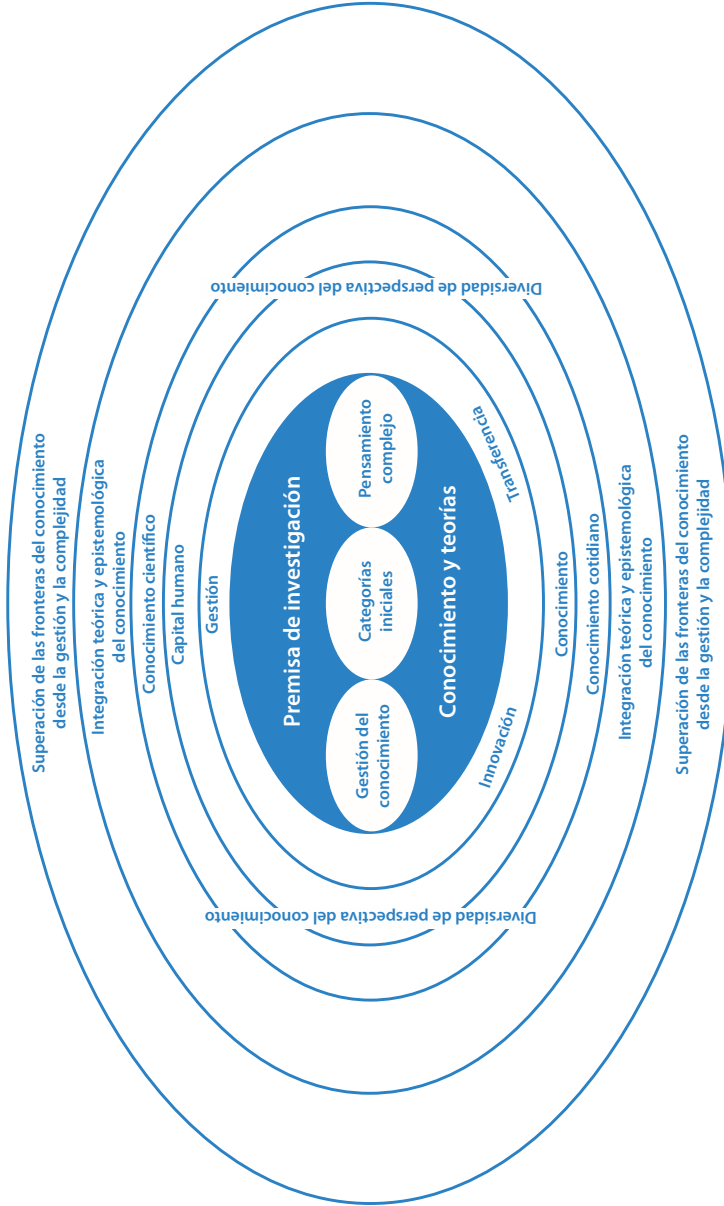 Superación de las fronteras del conocimiento
desde la gestión y la complejidad
Integración teórica y epistemológica
del conocimiento
Conocimiento científico
Capital humano
Gestión
Premisa de investigación
Diversidad de perspectiva del conocimiento
Gestión del
conocimiento
Categorías
iniciales
Pensamiento
complejo
Diversidad de perspectiva del conocimiento
Conocimiento y teorías
Innovación
Transferencia
Conocimiento
Conocimiento cotidiano
Integración teórica y epistemológica
del conocimiento
Superación de las fronteras del conocimiento
desde la gestión y la complejidad